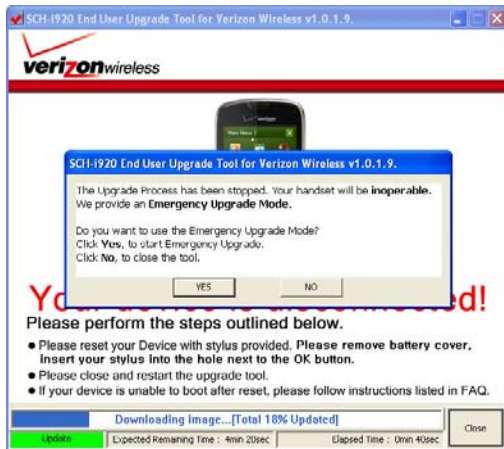 SCH-i920 End User Upgrade Tool for Verizon Wireless v1.0.1.9.
verizonwireless
SCH-i920 End User Upgrade Tool for Verizon Wireless v1.0.1.9.
The Upgrade Process has been stopped. Your handset will be inoperable.
We provide an Emergency Upgrade Mode.
Do you want to use the Emergency Upgrade Mode?
Click Yes, to start Emergency Upgrade.
Click No, to close the tool.
YES NO
Please perform the steps outlined below.
● Please reset your Device with stylus provided. Please remove battery cover,
insert your stylus into the hole next to the OK button.
● Please close and restart the upgrade tool.
● If your device is unable to boot after reset, please follow instructions listed in FAQ.
Downloading image...[Total 18% Updated]
Update Expected Remaining Time : 4min 20sec Elapsed Time : 0min 40sec Close